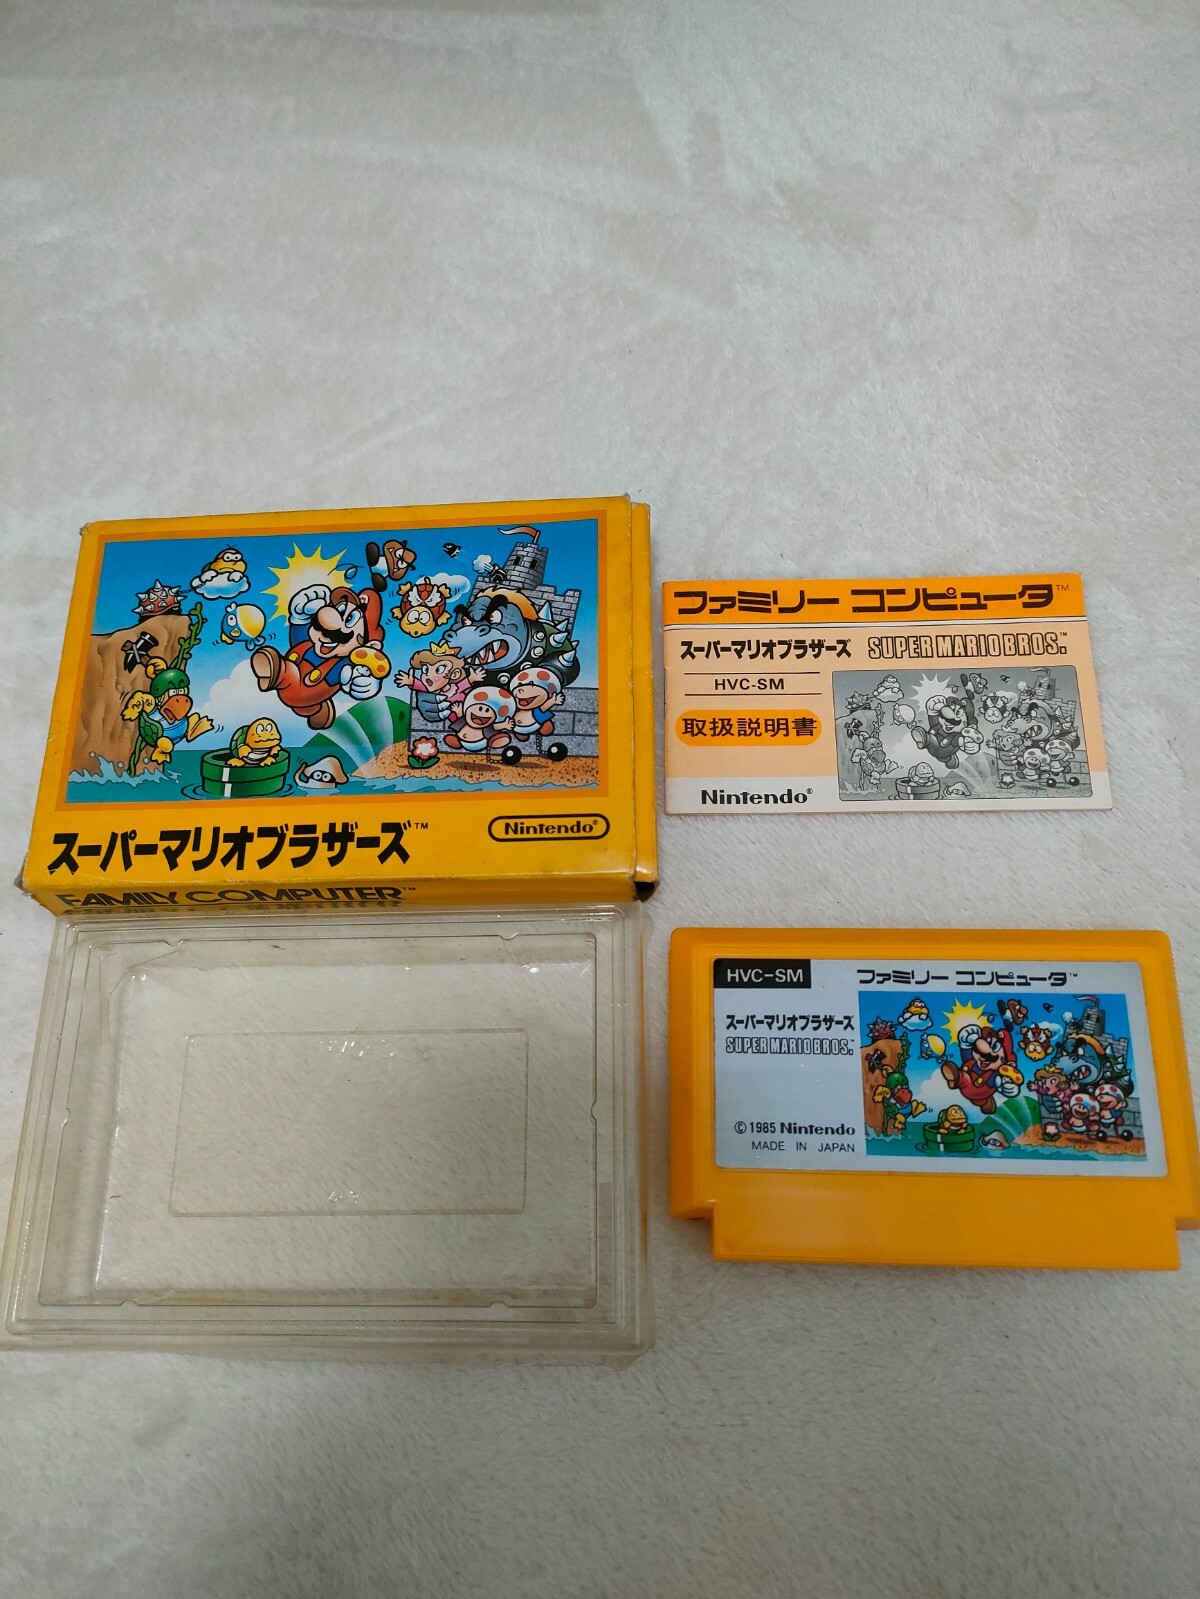 スーパーマリオブラザーズ™
Nintendo®
FAMILY COMPUTER™
ファミリー コンピュータ™
スーパーマリオブラザーズ SUPER MARIO BROS.™
HVC-SM
取扱説明書
Nintendo®
HVC-SM ファミリー コンピュータ™
スーパーマリオブラザーズ
SUPER MARIO BROS.™
©1985 Nintendo
MADE IN JAPAN